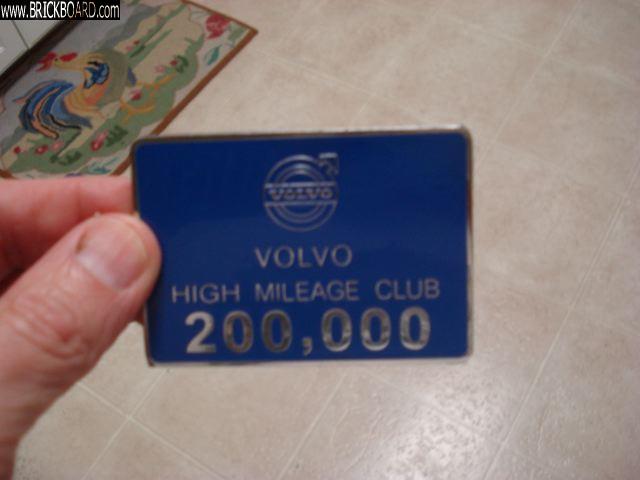 www.BRICKBOARD.com
VOLVO
VOLVO
HIGH MILEAGE CLUB
200,000